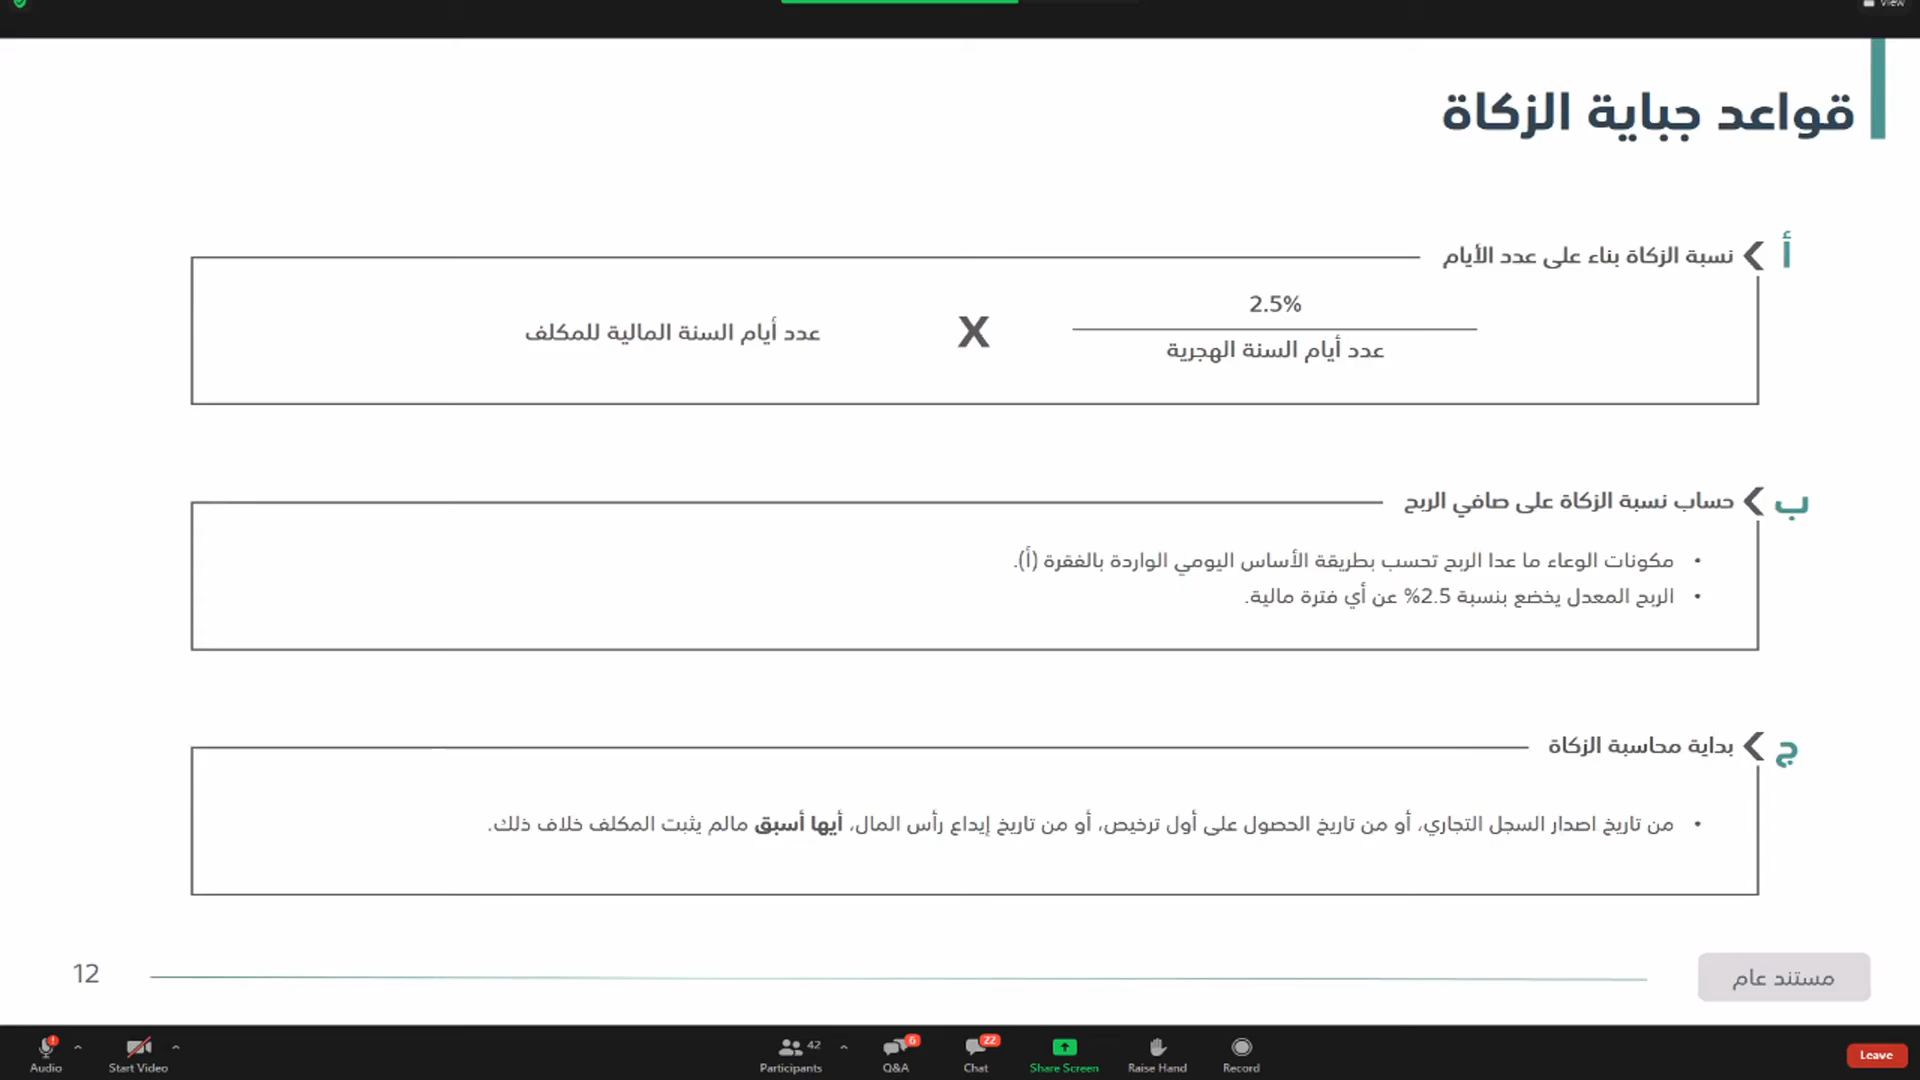 View
قواعد جباية الزكاة
أ
نسبة الزكاة بناء على عدد الأيام
2.5%
عدد أيام السنة الهجرية
X
عدد أيام السنة المالية للمكلف
ب
حساب نسبة الزكاة على صافي الربح
• مكونات الوعاء ما عدا الربح تحسب بطريقة الأساس اليومي الواردة بالفقرة (أ).
• الربح المعدل يخضع بنسبة 2.5% عن أي فترة مالية.
ج
بداية محاسبة الزكاة
• من تاريخ اصدار السجل التجاري، أو من تاريخ الحصول على أول ترخيص، أو من تاريخ إيداع رأس المال، أيها أسبق مالم يثبت المكلف خلاف ذلك.
مستند عام
12
Audio
Start Video
42
Participants
6
Q&A
22
Chat
Share Screen
Raise Hand
Record
Leave